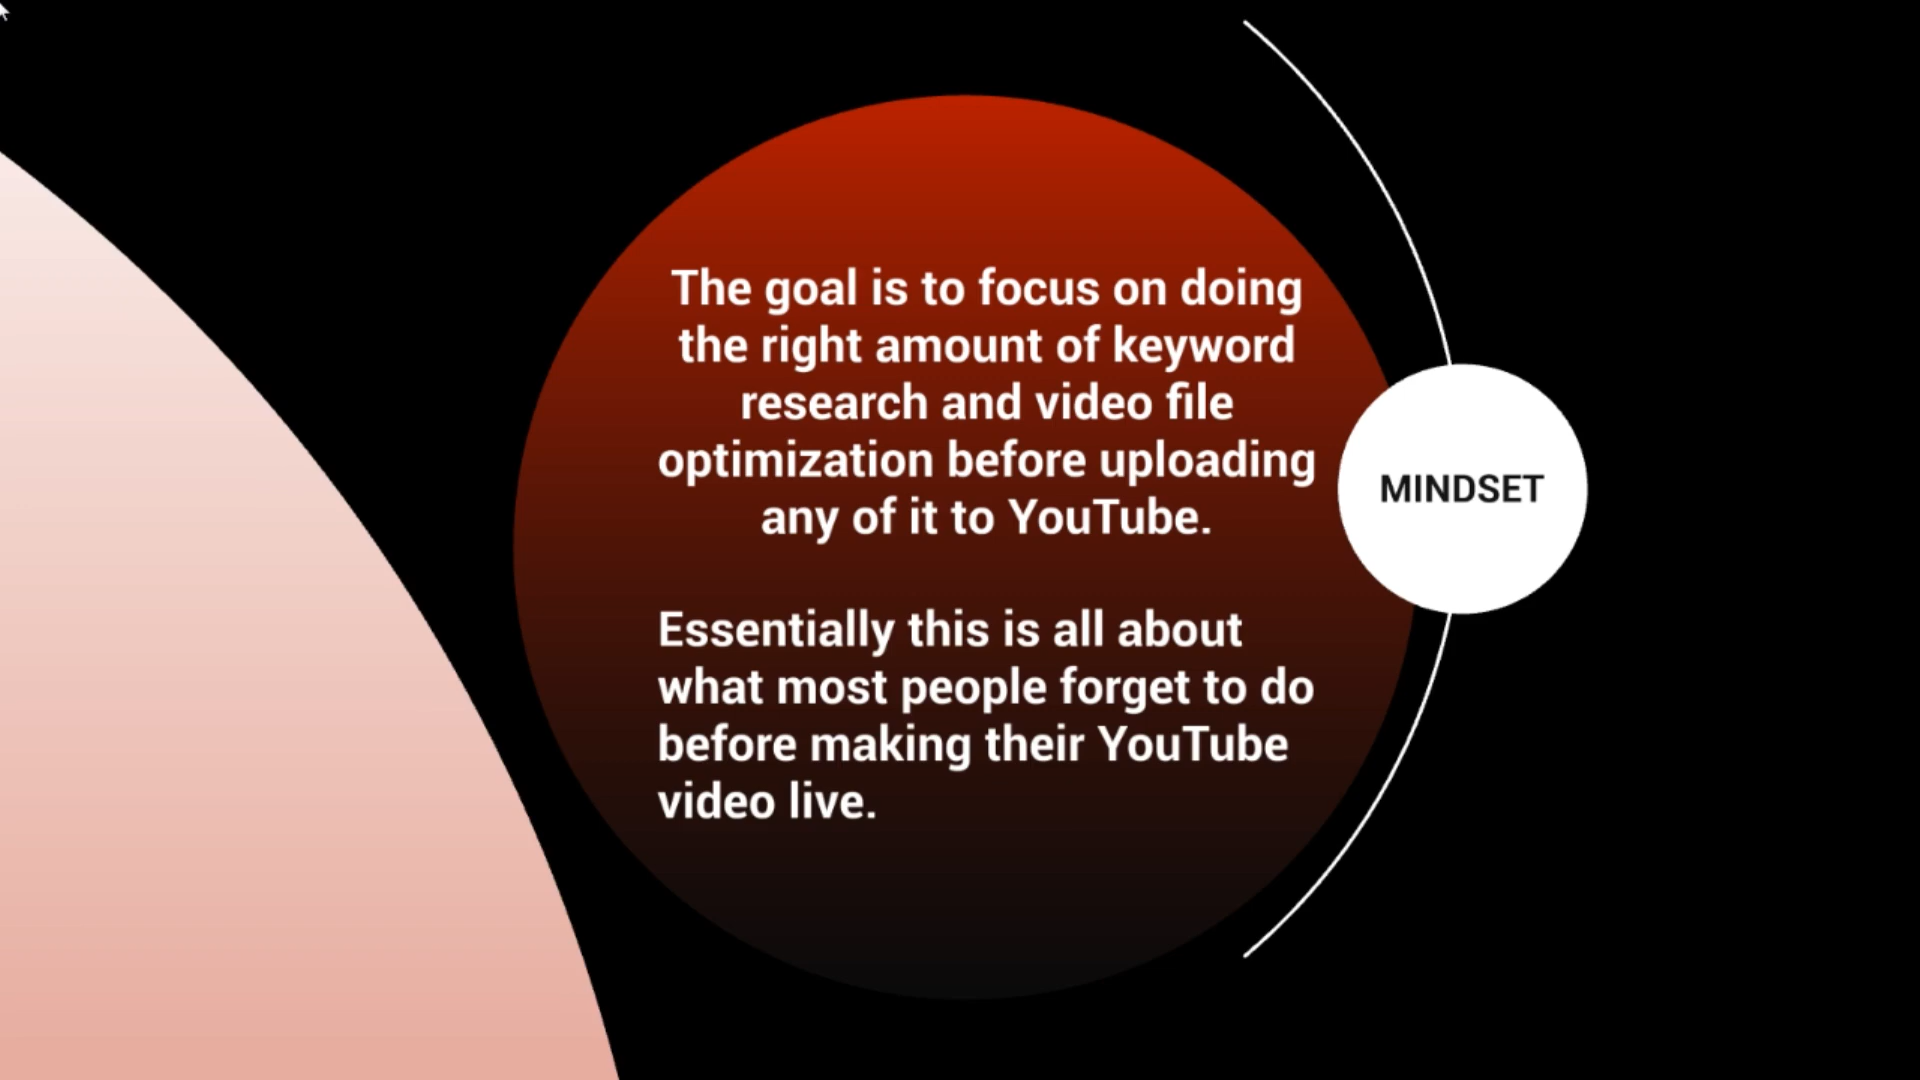 The goal is to focus on doing
the right amount of keyword
research and video file
optimization before uploading
any of it to YouTube.
Essentially this is all about
what most people forget to do
before making their YouTube
video live.
MINDSET